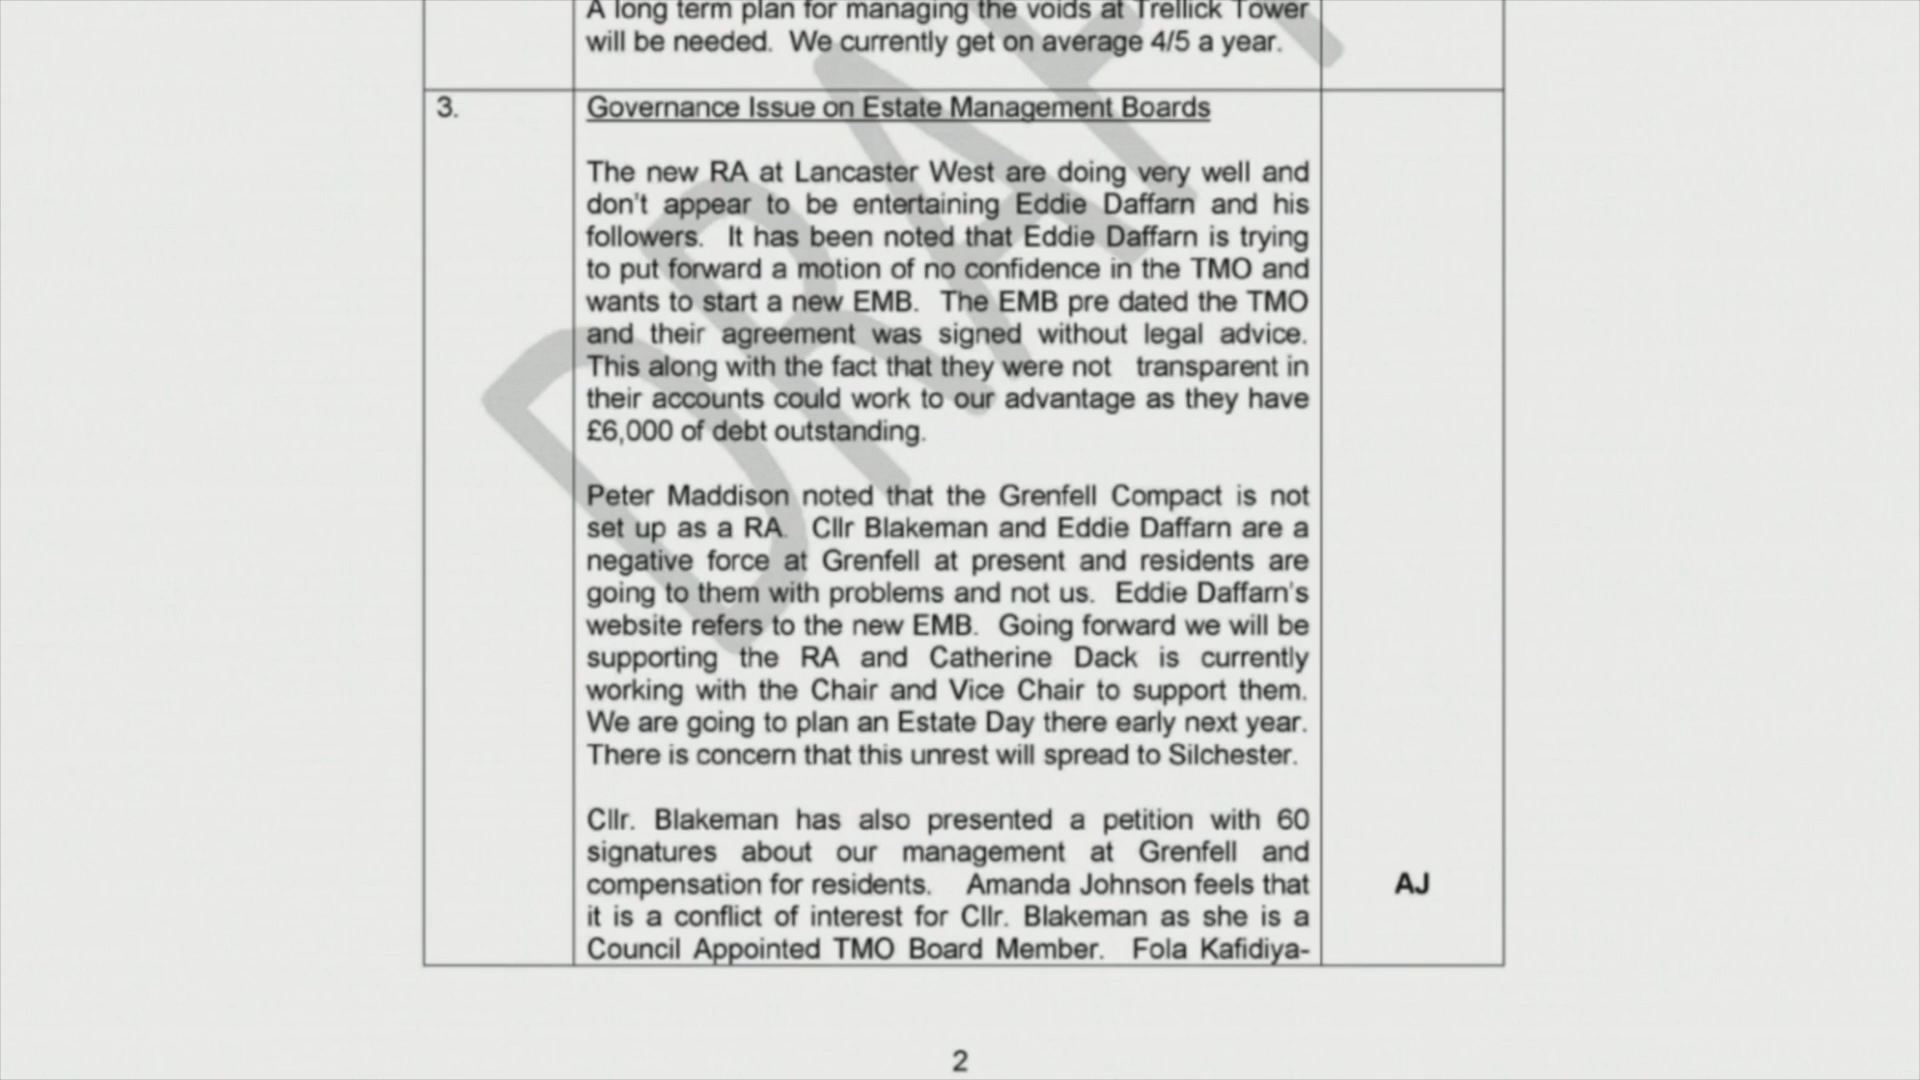 A long term plan for managing the voids at Trellick Tower
will be needed. We currently get on average 4/5 a year.
3.
Governance Issue on Estate Management Boards
The new RA at Lancaster West are doing very well and
don't appear to be entertaining Eddie Daffarn and his
followers. It has been noted that Eddie Daffarn is trying
to put forward a motion of no confidence in the TMO and
wants to start a new EMB. The EMB pre dated the TMO
and their agreement was signed without legal advice.
This along with the fact that they were not transparent in
their accounts could work to our advantage as they have
£6,000 of debt outstanding.
Peter Maddison noted that the Grenfell Compact is not
set up as a RA. Cllr Blakeman and Eddie Daffarn are a
negative force at Grenfell at present and residents are
going to them with problems and not us. Eddie Daffarn's
website refers to the new EMB. Going forward we will be
supporting the RA and Catherine Dack is currently
working with the Chair and Vice Chair to support them.
We are going to plan an Estate Day there early next year.
There is concern that this unrest will spread to Silchester.
Cllr. Blakeman has also presented a petition with 60
signatures about our management at Grenfell and
compensation for residents. Amanda Johnson feels that
it is a conflict of interest for Cllr. Blakeman as she is a
Council Appointed TMO Board Member. Fola Kafidiya-
AJ
DRAFT
2